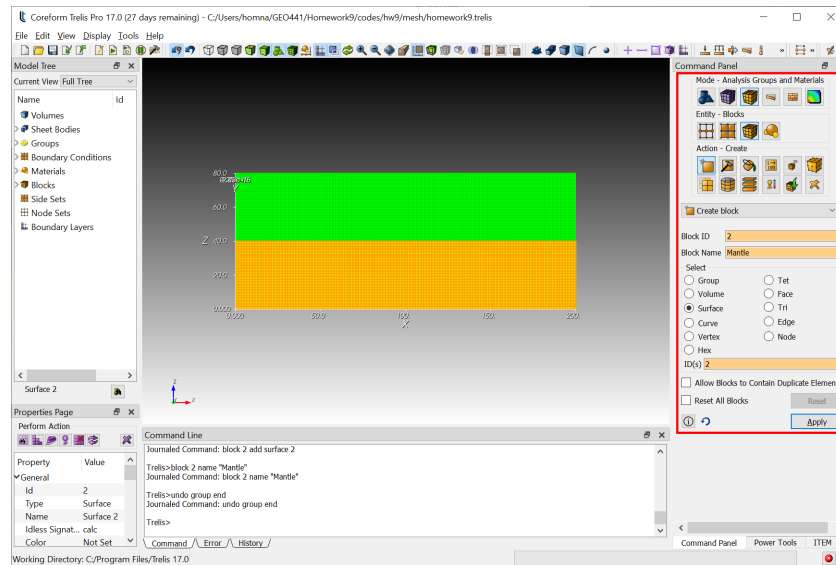 Coreform Trelis Pro 17.0 (27 days remaining) - C:/Users/homna/GEO441/Homework9/codes/hw9/mesh/homework9.trelis
File Edit View Display Tools Help
Model Tree
Current View Full Tree
Name Id
Volumes
Sheet Bodies
Groups
Boundary Conditions
Materials
Blocks
Side Sets
Node Sets
Boundary Layers
Surface 2
Properties Page
Perform Action
Property Value
General
Id 2
Type Surface
Name Surface 2
Idless Signat... calc
Color Not Set
80.0
Y
60.0
Z 40.0
20.0
0.000
0.000 50.0 100. 150. 200.
X
Z
X
Command Line
Journaled Command: block 2 add surface 2
Trelis>block 2 name "Mantle"
Journaled Command: block 2 name "Mantle"
Trelis>undo group end
Journaled Command: undo group end
Trelis>
Command Error History
Command Panel
Mode - Analysis Groups and Materials
Entity - Blocks
Action - Create
Create block
Block ID 2
Block Name Mantle
Select
Group Tet
Volume Face
Surface Tri
Curve Edge
Vertex Node
Hex
ID(s) 2
Allow Blocks to Contain Duplicate Elemen
Reset All Blocks Reset
Apply
Command Panel Power Tools ITEM
Working Directory: C:/Program Files/Trelis 17.0